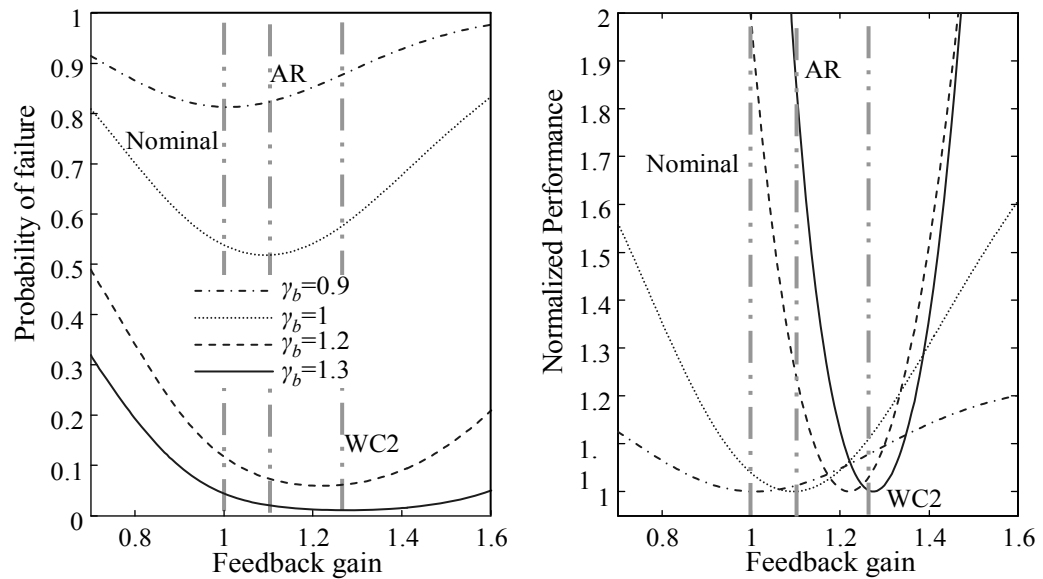 1
0.9
0.8
0.7
0.6
0.5
0.4
0.3
0.2
0.1
0
Probability of failure
AR
Nominal
γb=0.9
γb=1
γb=1.2
γb=1.3
WC2
0.8
1
1.2
1.4
1.6
Feedback gain
2
1.9
1.8
1.7
1.6
1.5
1.4
1.3
1.2
1.
1
Normalized Performance
AR
Nominal
WC2
0.8
1
1.2
1.4
1.6
Feedback gain